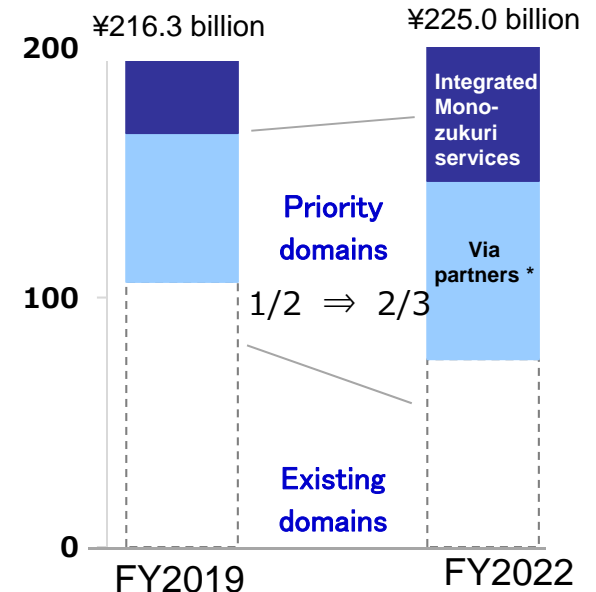 ¥216.3 billion
¥225.0 billion
200
Integrated
Mono-
zukuri
services
Priority
domains
Via
partners *
100
1/2 ⇒ 2/3
Existing
domains
0
FY2019
FY2022